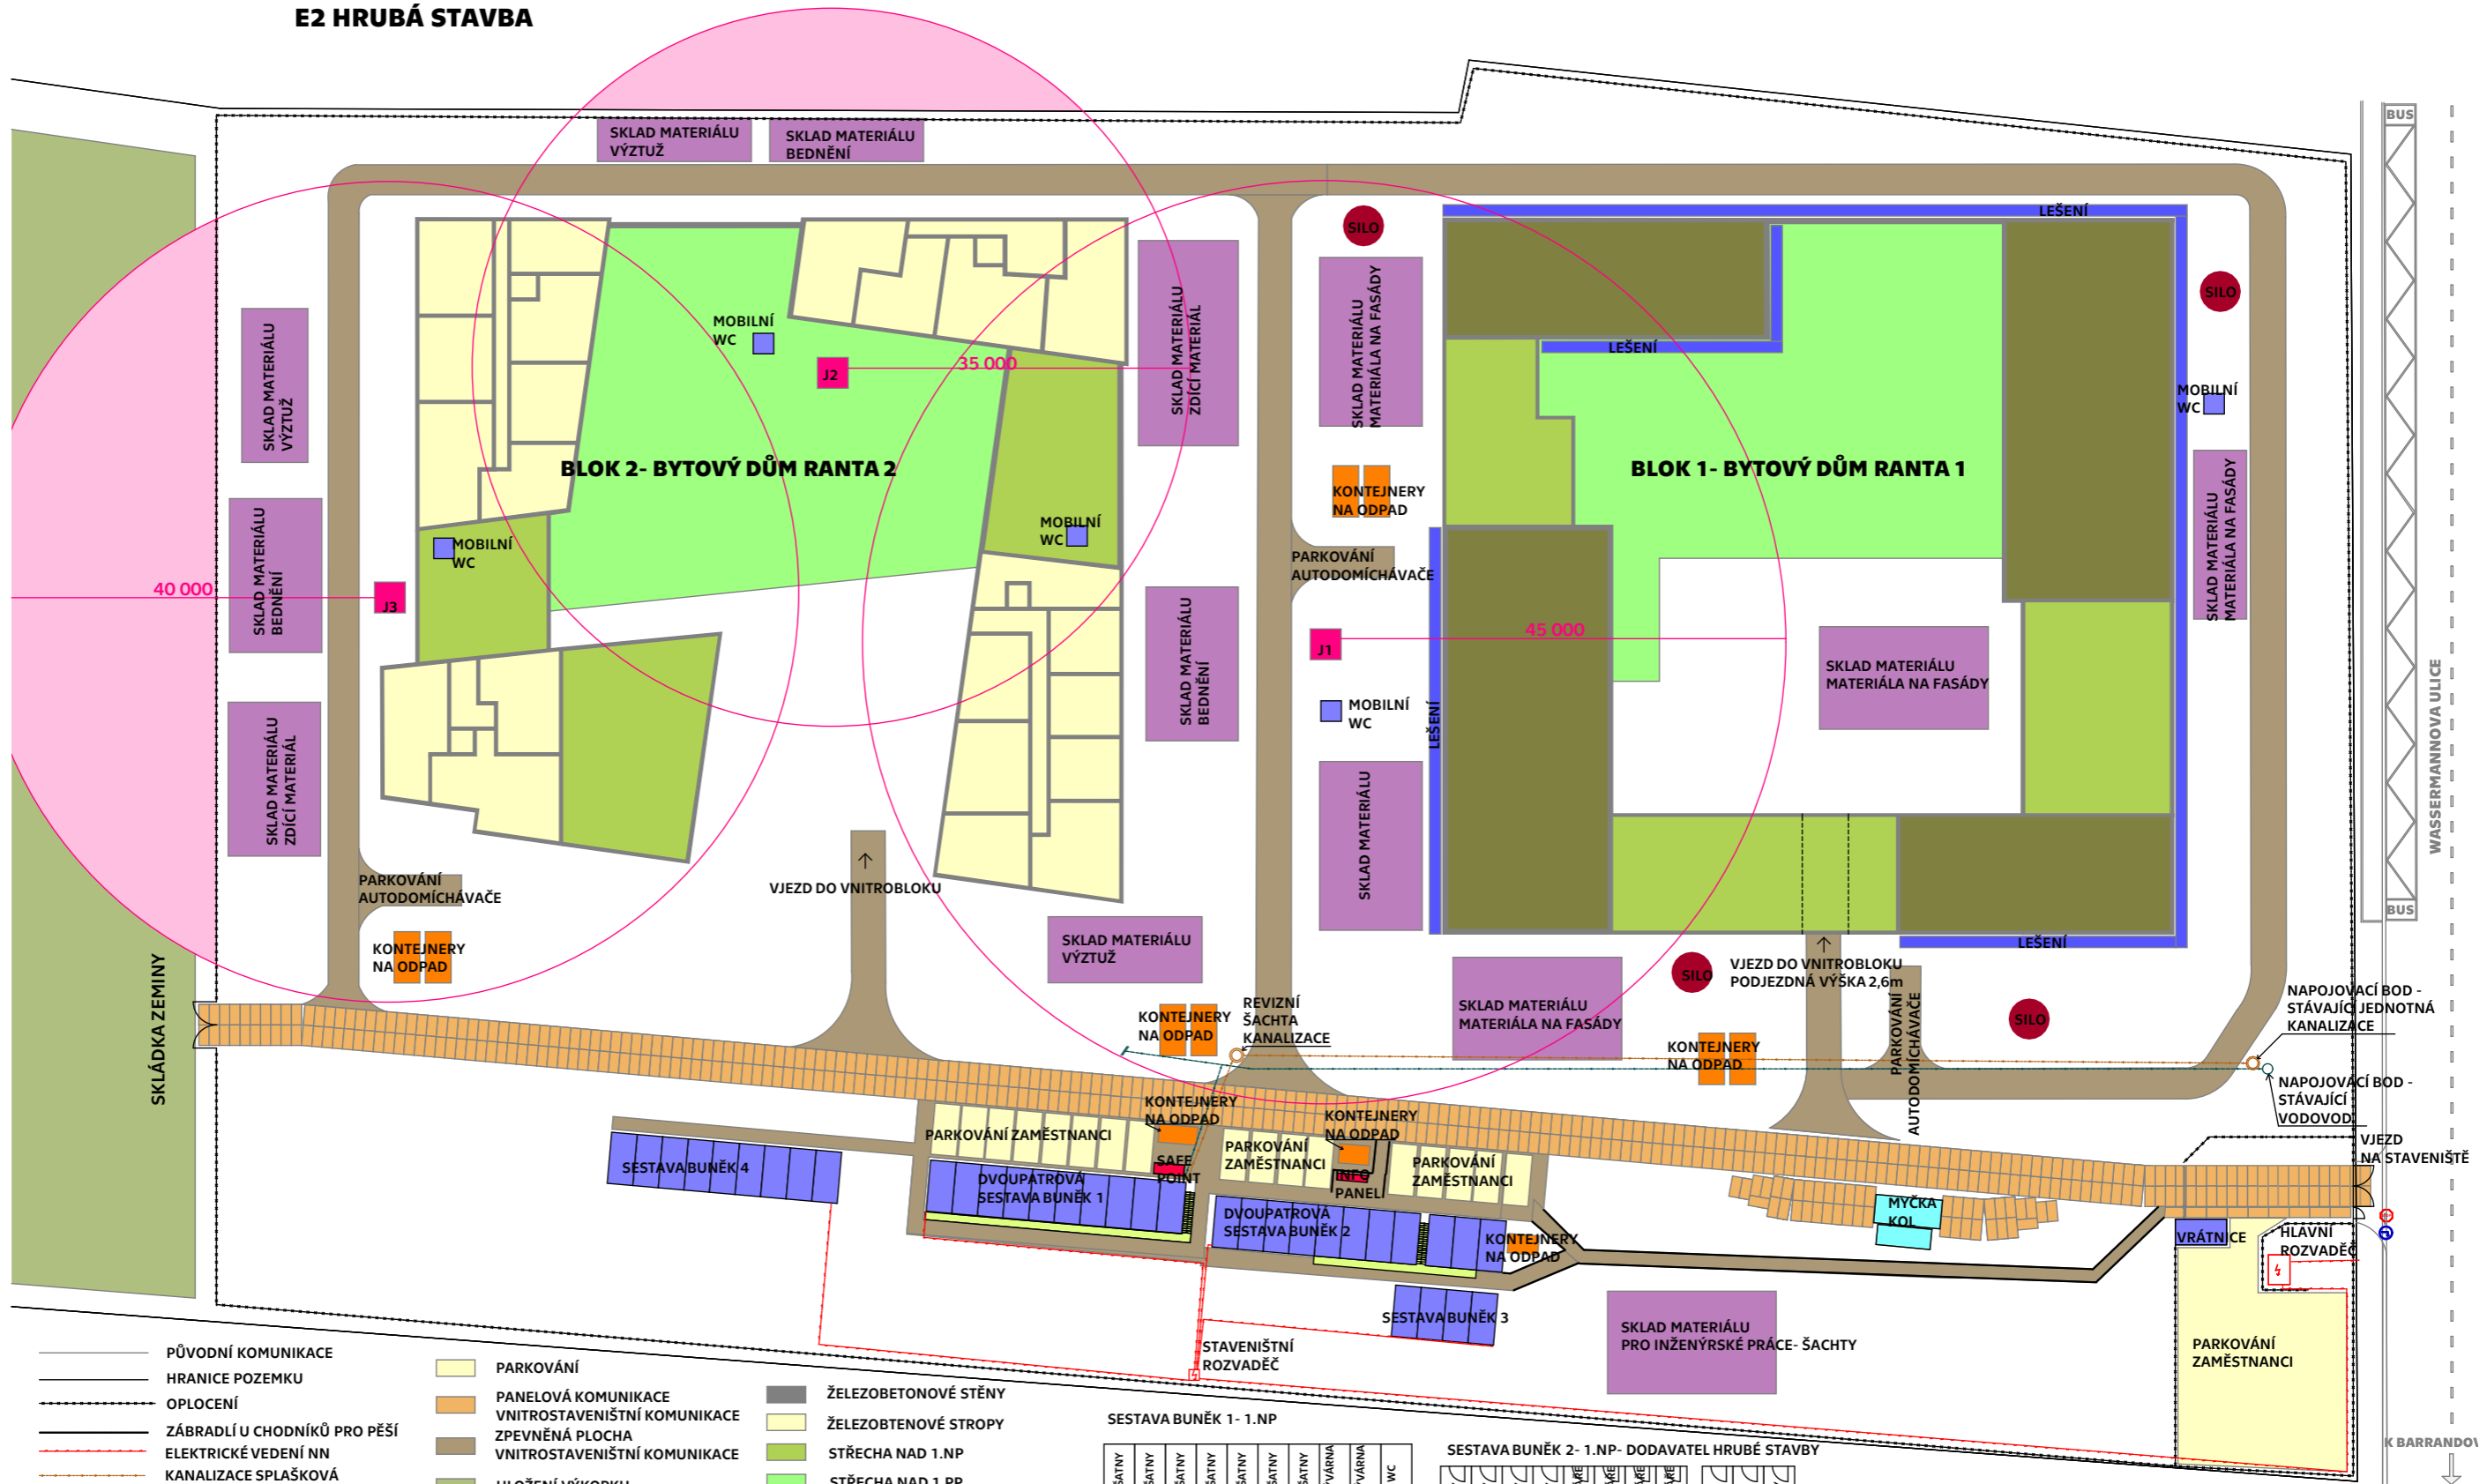 E2 HRUBÁ STAVBA
SKLAD MATERIÁLU
VÝZTUŽ
SKLAD MATERIÁLU
BEDNĚNÍ
BUS
LEŠENÍ
SILO
SKLAD MATERIÁLU
MATERIÁLA NA FASÁDY
SILO
SKLAD MATERIÁLU
ZDÍCÍ MATERIÁL
MOBILNÍ
WC
J2
35 000
LEŠENÍ
SKLAD MATERIÁLU
VÝZTUŽ
MOBILNÍ
WC
BLOK 2- BYTOVÝ DŮM RANTA 2
BLOK 1- BYTOVÝ DŮM RANTA 1
KONTEJNERY
NA ODPAD
SKLAD MATERIÁLU
MATERIÁLA NA FASÁDY
MOBILNÍ
WC
MOBILNÍ
WC
PARKOVÁNÍ
AUTODOMÍCHÁVAČE
SKLAD MATERIÁLU
BEDNĚNÍ
40 000
J3
SKLAD MATERIÁLU
BEDNĚNÍ
J1
45 000
SKLAD MATERIÁLU
MATERIÁLA NA FASÁDY
MOBILNÍ
WC
LEŠENÍ
WASSERMANNOVA ULICE
SKLAD MATERIÁLU
ZDÍCÍ MATERIÁL
SKLAD MATERIÁLU
PARKOVÁNÍ
AUTODOMÍCHÁVAČE
VJEZD DO VNITROBLOKU
BUS
KONTEJNERY
NA ODPAD
SKLAD MATERIÁLU
VÝZTUŽ
LEŠENÍ
SILO
VJEZD DO VNITROBLOKU
PODJEZDNÁ VÝŠKA 2,6m
SKLÁDKA ZEMINY
KONTEJNERY
NA ODPAD
REVIZNÍ
ŠACHTA
KANALIZACE
SKLAD MATERIÁLU
MATERIÁLA NA FASÁDY
KONTEJNERY
NA ODPAD
PARKOVÁNÍ
AUTODOMÍCHÁVAČE
SILO
NAPOJOVACÍ BOD -
STÁVAJÍCÍ JEDNOTNÁ
KANALIZACE
NAPOJOVACÍ BOD -
STÁVAJÍCÍ
VODOVOD
VJEZD
NA STAVENIŠTĚ
KONTEJNERY
NA ODPAD
KONTEJNERY
NA ODPAD
PARKOVÁNÍ ZAMĚSTNANCI
PARKOVÁNÍ
ZAMĚSTNANCI
PARKOVÁNÍ
ZAMĚSTNANCI
SAFE
POINT
INFO
PANEL
SESTAVA BUNĚK 4
DVOUPATROVÁ
SESTAVA BUNĚK 1
DVOUPATROVÁ
SESTAVA BUNĚK 2
KONTEJNERY
NA ODPAD
MYČKA
KOL
VRÁTNICE
HLAVNÍ
ROZVADĚČ
SESTAVA BUNĚK 3
STAVENIŠTNÍ
ROZVADĚČ
SKLAD MATERIÁLU
PRO INŽENÝRSKÉ PRÁCE- ŠACHTY
PARKOVÁNÍ
ZAMĚSTNANCI
PŮVODNÍ KOMUNIKACE
HRANICE POZEMKU
OPLOCENÍ
ZÁBRADLÍ U CHODNÍKŮ PRO PĚŠÍ
ELEKTRICKÉ VEDENÍ NN
KANALIZACE SPLAŠKOVÁ
PARKOVÁNÍ
PANELOVÁ KOMUNIKACE
VNITROSTAVENIŠTNÍ KOMUNIKACE
ZPEVNĚNÁ PLOCHA
VNITROSTAVENIŠTNÍ KOMUNIKACE
ULOŽENÍ VÝKOPKU
ŽELEZOBETONOVÉ STĚNY
ŽELEZOBTENOVÉ STROPY
STŘECHA NAD 1.NP
STŘECHA NAD 1.PP
SESTAVA BUNĚK 1- 1.NP
WC
SESTAVA BUNĚK 2- 1.NP- DODAVATEL HRUBÉ STAVBY
K BARRANDOV